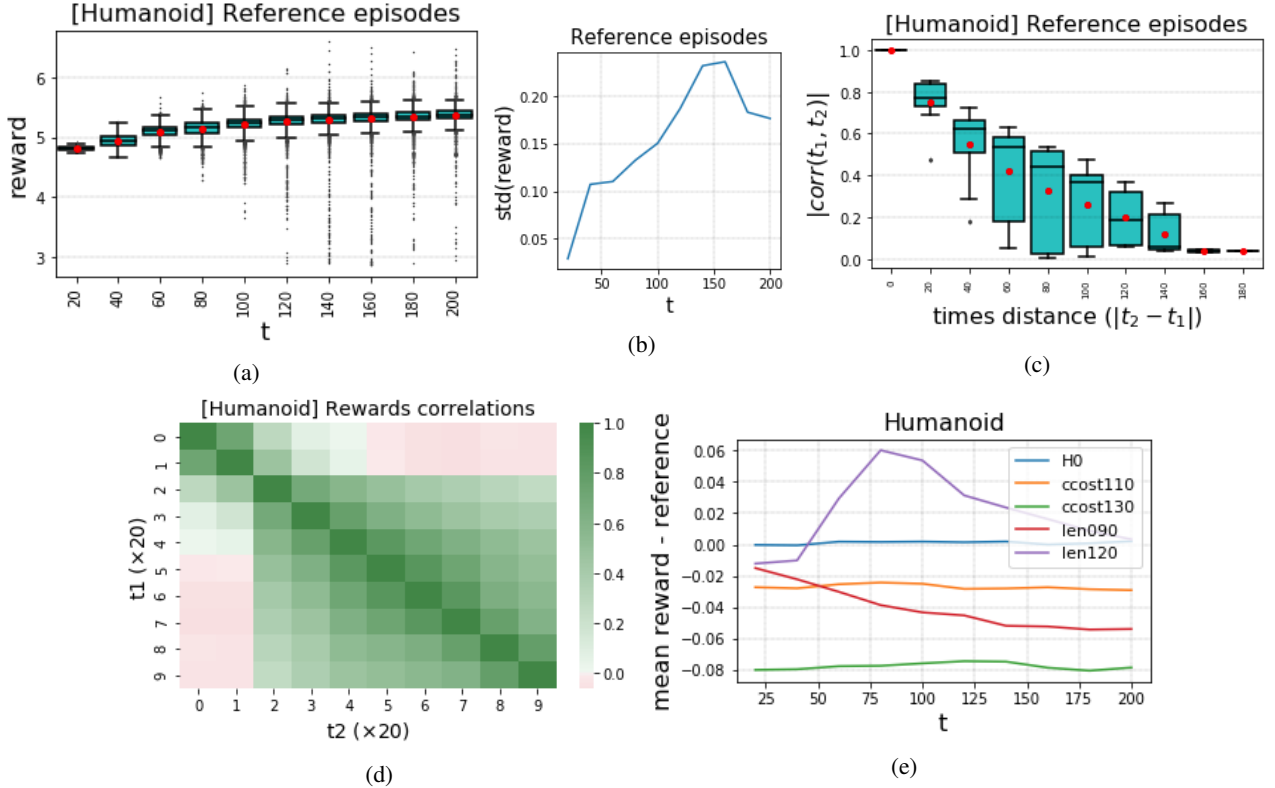 [Humanoid] Reference episodes
reward
6
5
4
3
20 40 60 80 100 120 140 160 180 200
t
(a)
Reference episodes
std(reward)
0.20
0.15
0.10
0.05
50 100 150 200
t
(b)
[Humanoid] Reference episodes
|corr(t₁, t₂)|
1.0
0.8
0.6
0.4
0.2
0.0
0 20 40 60 80 100 120 140 160 180
times distance (|t₂ − t₁|)
(c)
[Humanoid] Rewards correlations
t1 (×20)
0
1
2
3
4
5
6
7
8
9
0 1 2 3 4 5 6 7 8 9
t2 (×20)
1.0
0.8
0.6
0.4
0.2
0.0
(d)
Humanoid
mean reward - reference
0.06
0.04
0.02
0.00
−0.02
−0.04
−0.06
−0.08
H0
ccost110
ccost130
len090
len120
25 50 75 100 125 150 175 200
t
(e)